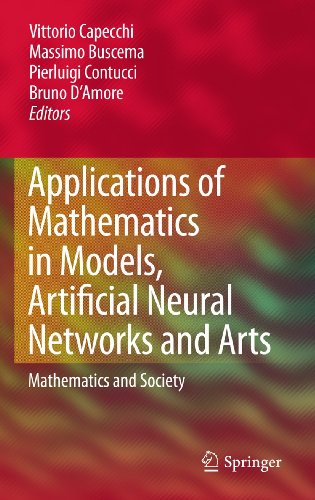 Vittorio Capecchi
Massimo Buscema
Pierluigi Contucci
Bruno D'Amore
Editors
Applications of
Mathematics
in Models,
Artificial Neural
Networks and Arts
Mathematics and Society
Springer